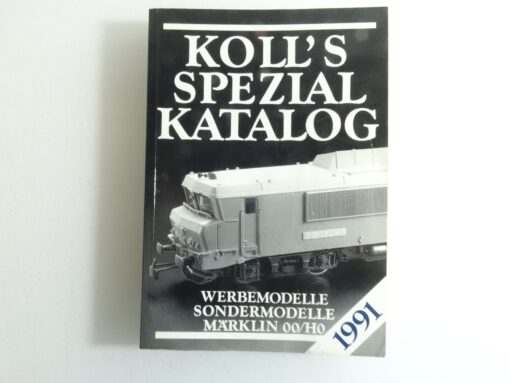 KOLL'S
SPEZIAL
KATALOG
WERBEMODELLE
SONDERMODELLE
MÄRKLIN 00/H0
1991